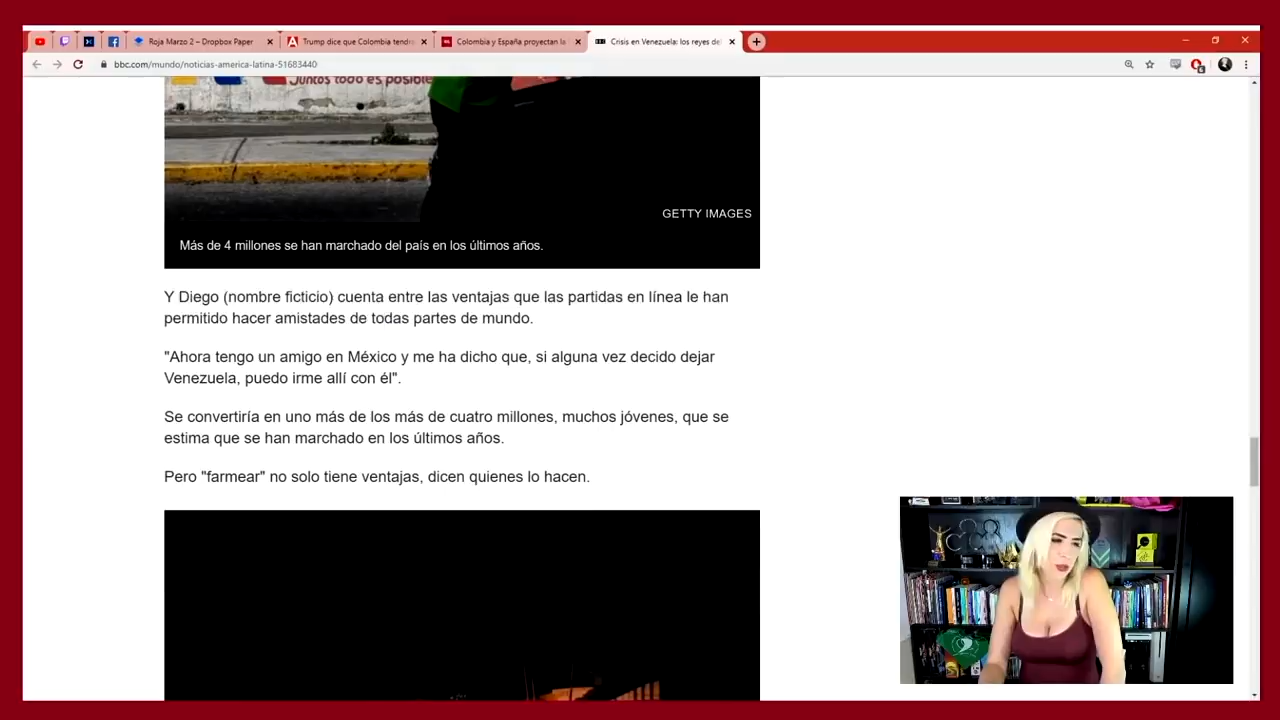 Roja Marzo 2 – Dropbox Paper
Trump dice que Colombia tendre
Colombia y España proyectan la
Crisis en Venezuela: los reyes de
bbc.com/mundo/noticias-america-latina-51683440
Juntos todo es posible
GETTY IMAGES
Más de 4 millones se han marchado del país en los últimos años.
Y Diego (nombre ficticio) cuenta entre las ventajas que las partidas en línea le han
permitido hacer amistades de todas partes de mundo.
"Ahora tengo un amigo en México y me ha dicho que, si alguna vez decido dejar
Venezuela, puedo irme allí con él".
Se convertiría en uno más de los más de cuatro millones, muchos jóvenes, que se
estima que se han marchado en los últimos años.
Pero "farmear" no solo tiene ventajas, dicen quienes lo hacen.